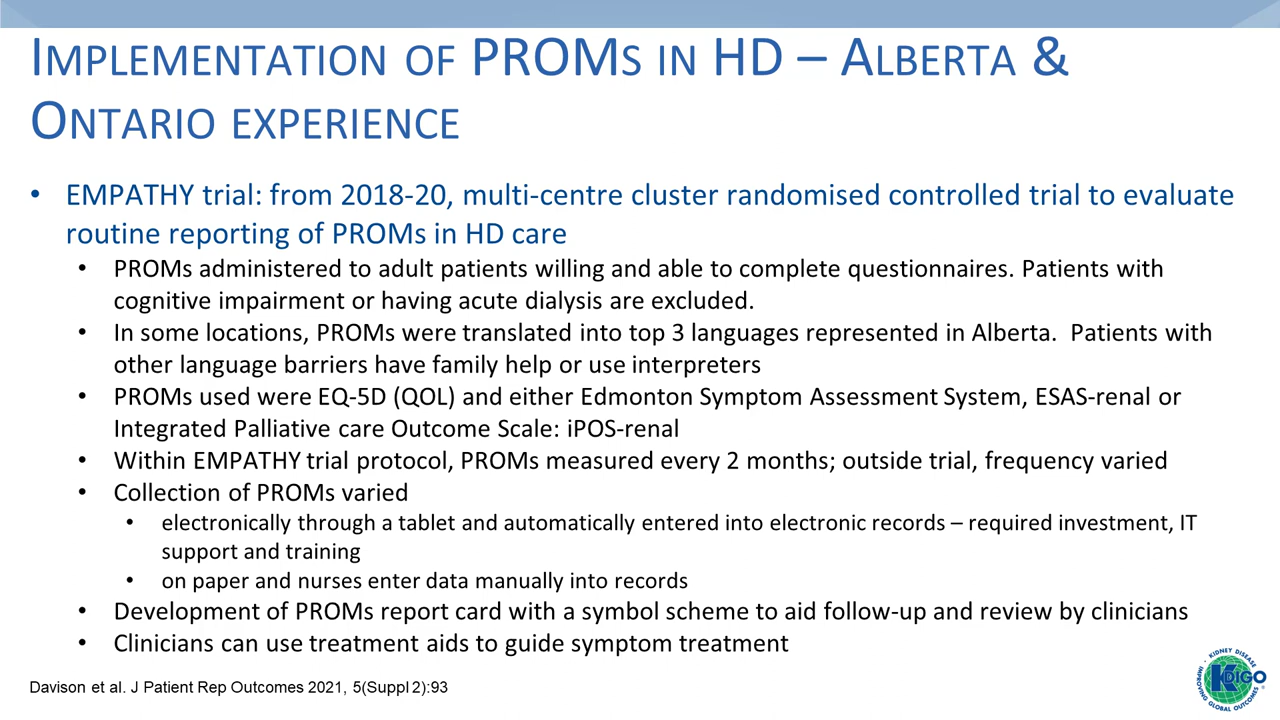 IMPLEMENTATION OF PROMS IN HD – ALBERTA &
ONTARIO EXPERIENCE
• EMPATHY trial: from 2018-20, multi-centre cluster randomised controlled trial to evaluate
routine reporting of PROMs in HD care
• PROMs administered to adult patients willing and able to complete questionnaires. Patients with
cognitive impairment or having acute dialysis are excluded.
• In some locations, PROMs were translated into top 3 languages represented in Alberta.  Patients with
other language barriers have family help or use interpreters
• PROMs used were EQ-5D (QOL) and either Edmonton Symptom Assessment System, ESAS-renal or
Integrated Palliative care Outcome Scale: iPOS-renal
• Within EMPATHY trial protocol, PROMs measured every 2 months; outside trial, frequency varied
• Collection of PROMs varied
• electronically through a tablet and automatically entered into electronic records – required investment, IT
support and training
• on paper and nurses enter data manually into records
• Development of PROMs report card with a symbol scheme to aid follow-up and review by clinicians
• Clinicians can use treatment aids to guide symptom treatment
Davison et al. J Patient Rep Outcomes 2021, 5(Suppl 2):93
KIDNEY DISEASE
KDIGO
IMPROVING GLOBAL OUTCOMES
®